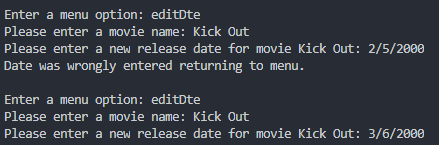 Enter a menu option: editDte
Please enter a movie name: Kick Out
Please enter a new release date for movie Kick Out: 2/5/2000
Date was wrongly entered returning to menu.
Enter a menu option: editDte
Please enter a movie name: Kick Out
Please enter a new release date for movie Kick Out: 3/6/2000